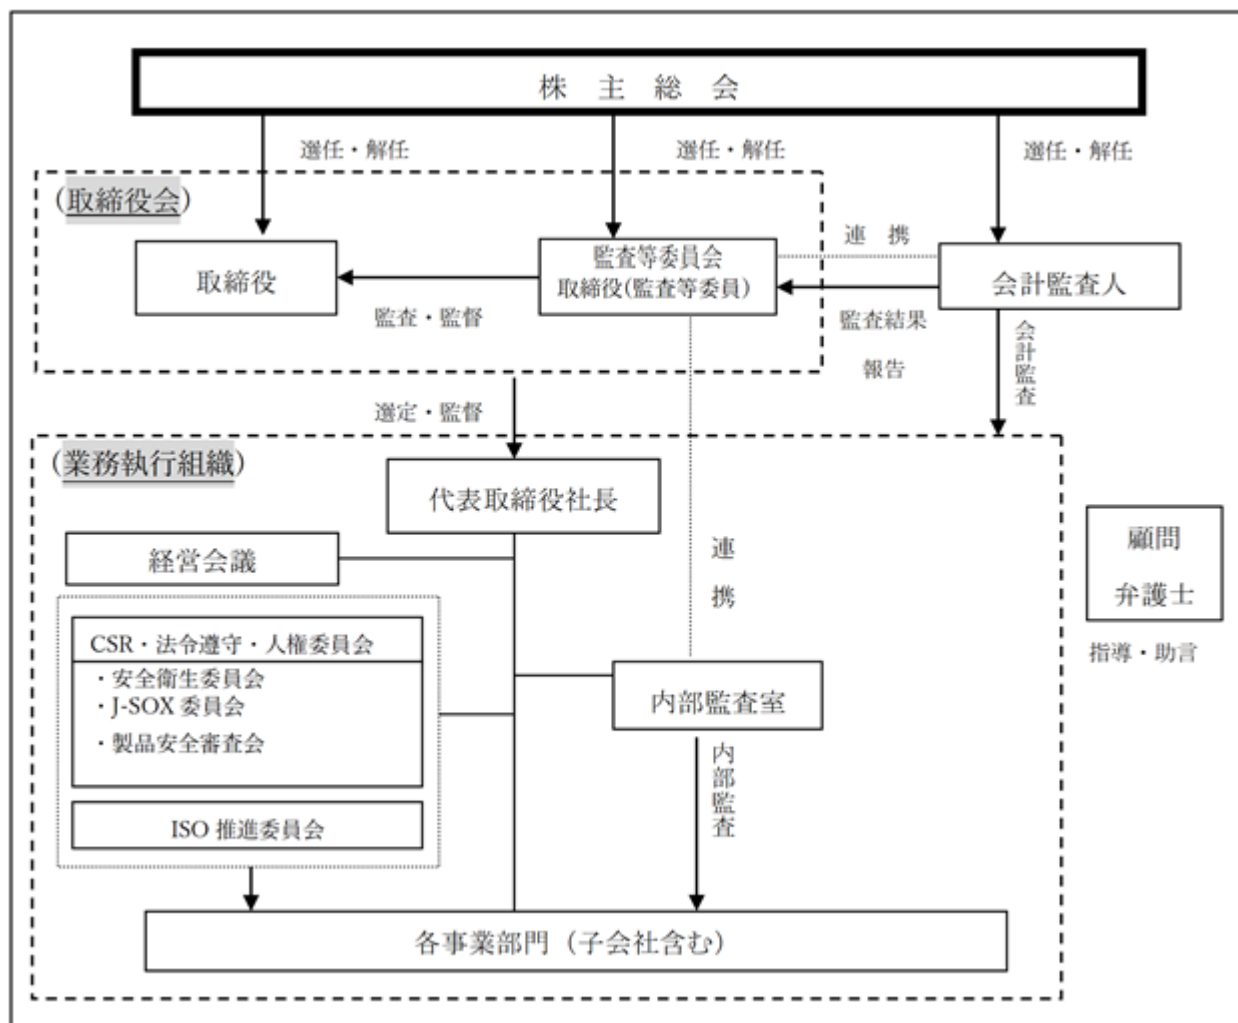 株 主 総 会
選任・解任
選任・解任
選任・解任
(取締役会)
取締役
監査・監督
監査等委員会
取締役(監査等委員)
連 携
監査結果
報告
会計監査人
会計監査
選定・監督
(業務執行組織)
代表取締役社長
経営会議
連
携
CSR・法令遵守・人権委員会
・安全衛生委員会
・J-SOX 委員会
・製品安全審査会
ISO 推進委員会
内部監査室
内部監査
各事業部門（子会社含む）
顧問
弁護士
指導・助言